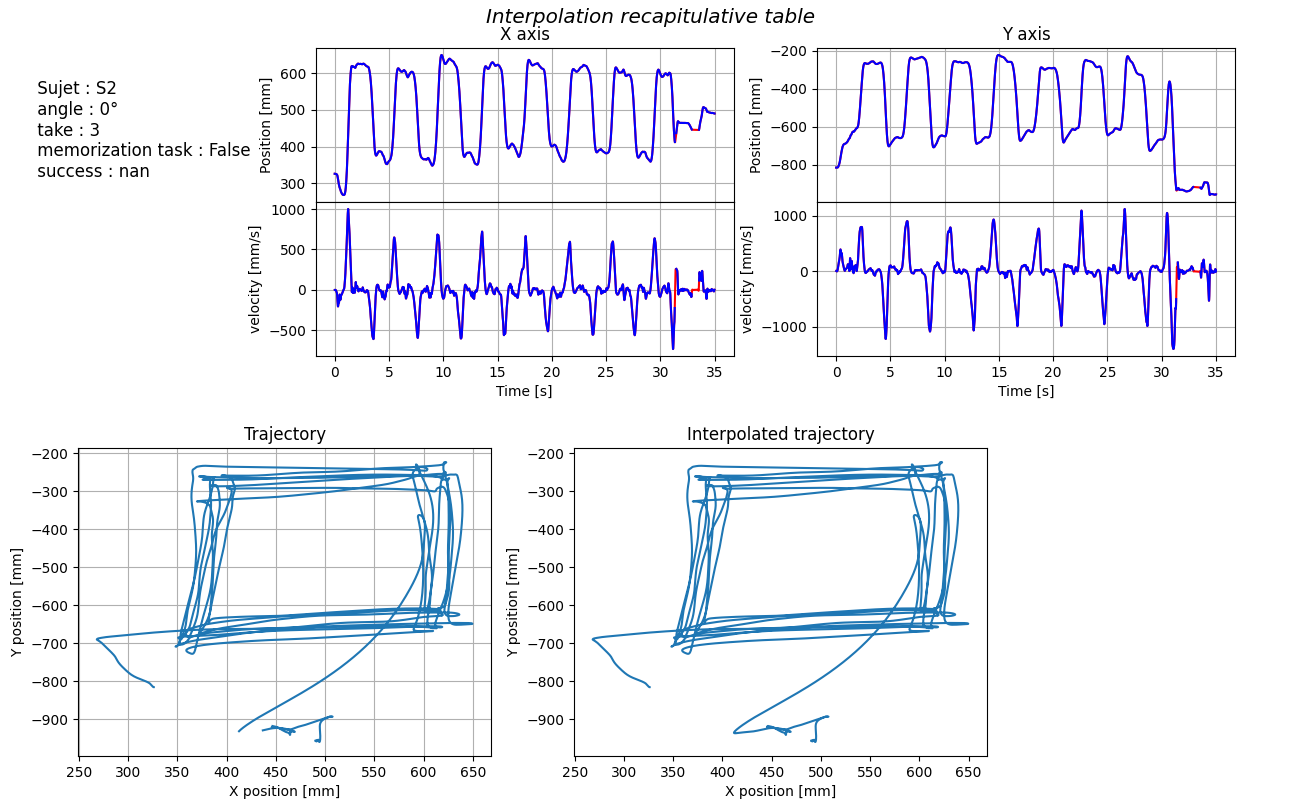 Interpolation recapitulative table
X axis
Y axis
Sujet : S2
angle : 0°
take : 3
memorization task : False
success : nan
Position [mm]
600
500
400
300
Position [mm]
−200
−400
−600
−800
velocity [mm/s]
1000
500
0
−500
velocity [mm/s]
1000
0
−1000
0 5 10 15 20 25 30 35
Time [s]
0 5 10 15 20 25 30 35
Time [s]
Trajectory
Interpolated trajectory
Y position [mm]
−200
−300
−400
−500
−600
−700
−800
−900
250 300 350 400 450 500 550 600 650
X position [mm]
Y position [mm]
−200
−300
−400
−500
−600
−700
−800
−900
250 300 350 400 450 500 550 600 650
X position [mm]